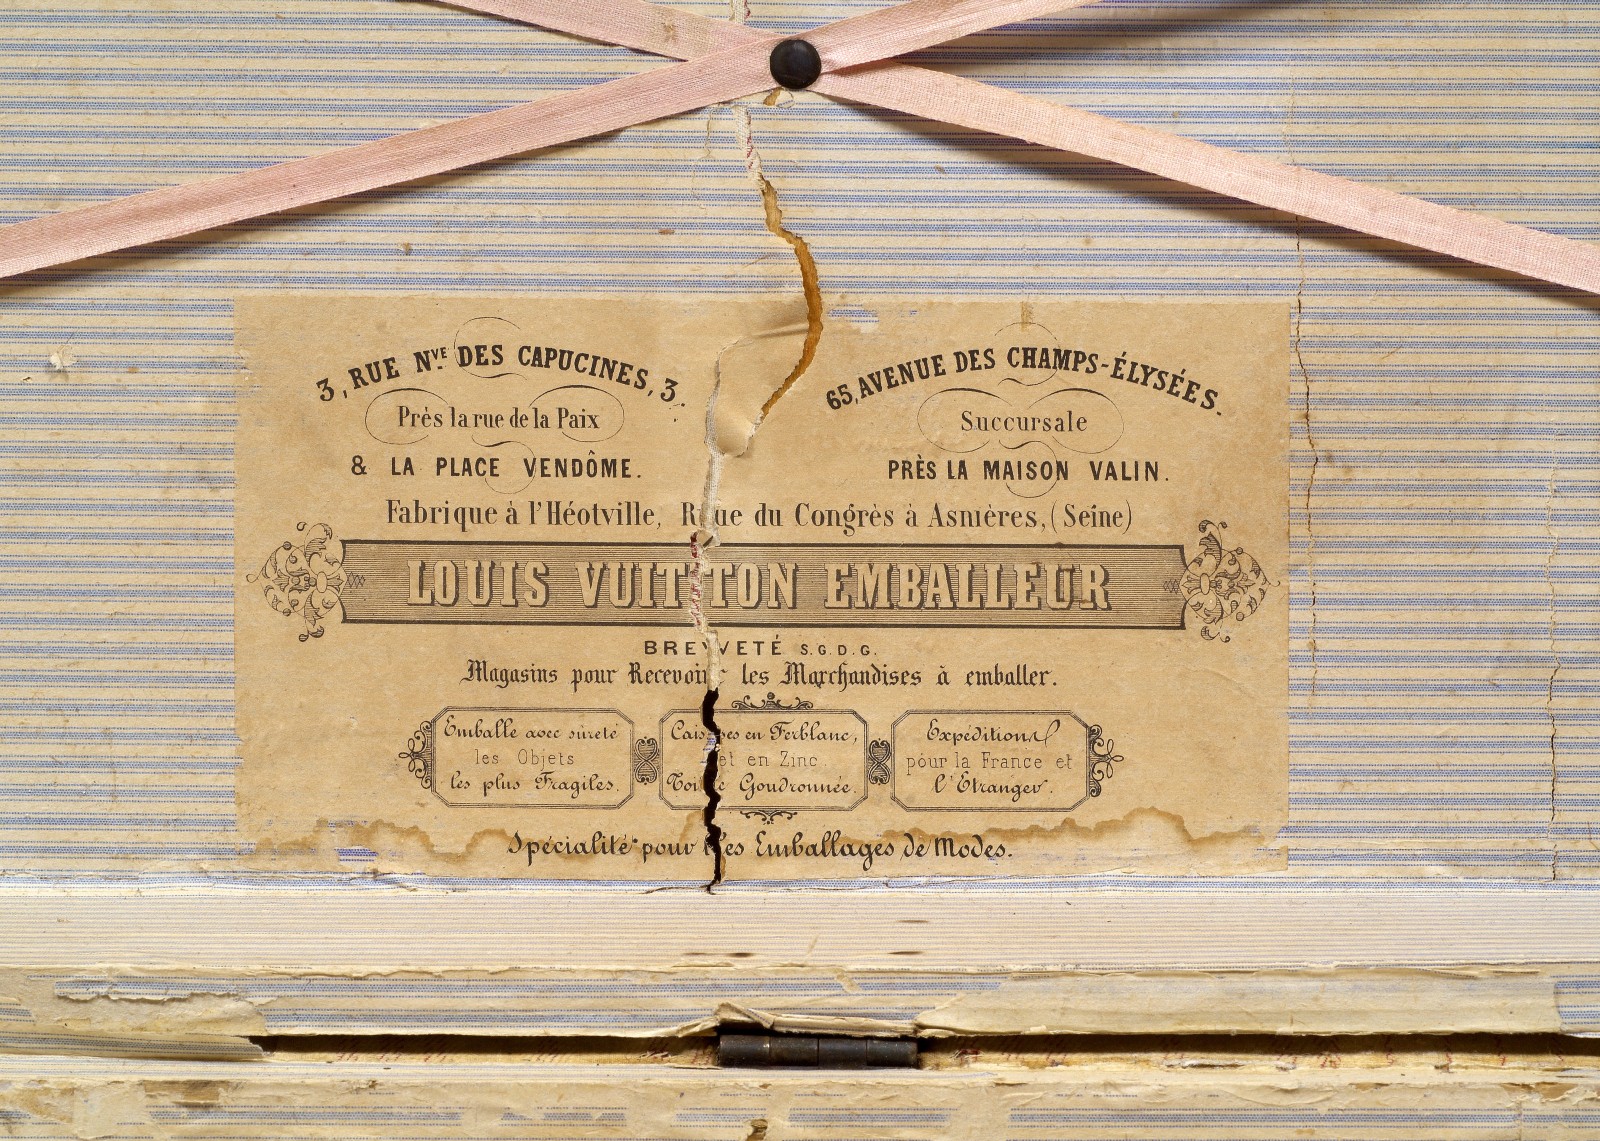 3, RUE Nve. DES CAPUCINES, 3.
Près la rue de la Paix
& LA PLACE VENDÔME.
65, AVENUE DES CHAMPS-ÉLYSÉES.
Succursale
PRÈS LA MAISON VALIN.
Fabrique à l'Héotville, Rue du Congrès à Asnières, (Seine)
LOUIS VUITTON EMBALLEUR
BREVETÉ S.G.D.G.
Magasins pour Recevoir les Marchandises à emballer.
Emballe avec sûreté
les Objets
les plus Fragiles.
Caisses en Ferblanc,
et en Zinc
Toile Goudronnée.
Expéditions
pour la France et
l'Etranger.
Spécialité pour les Emballages de Modes.